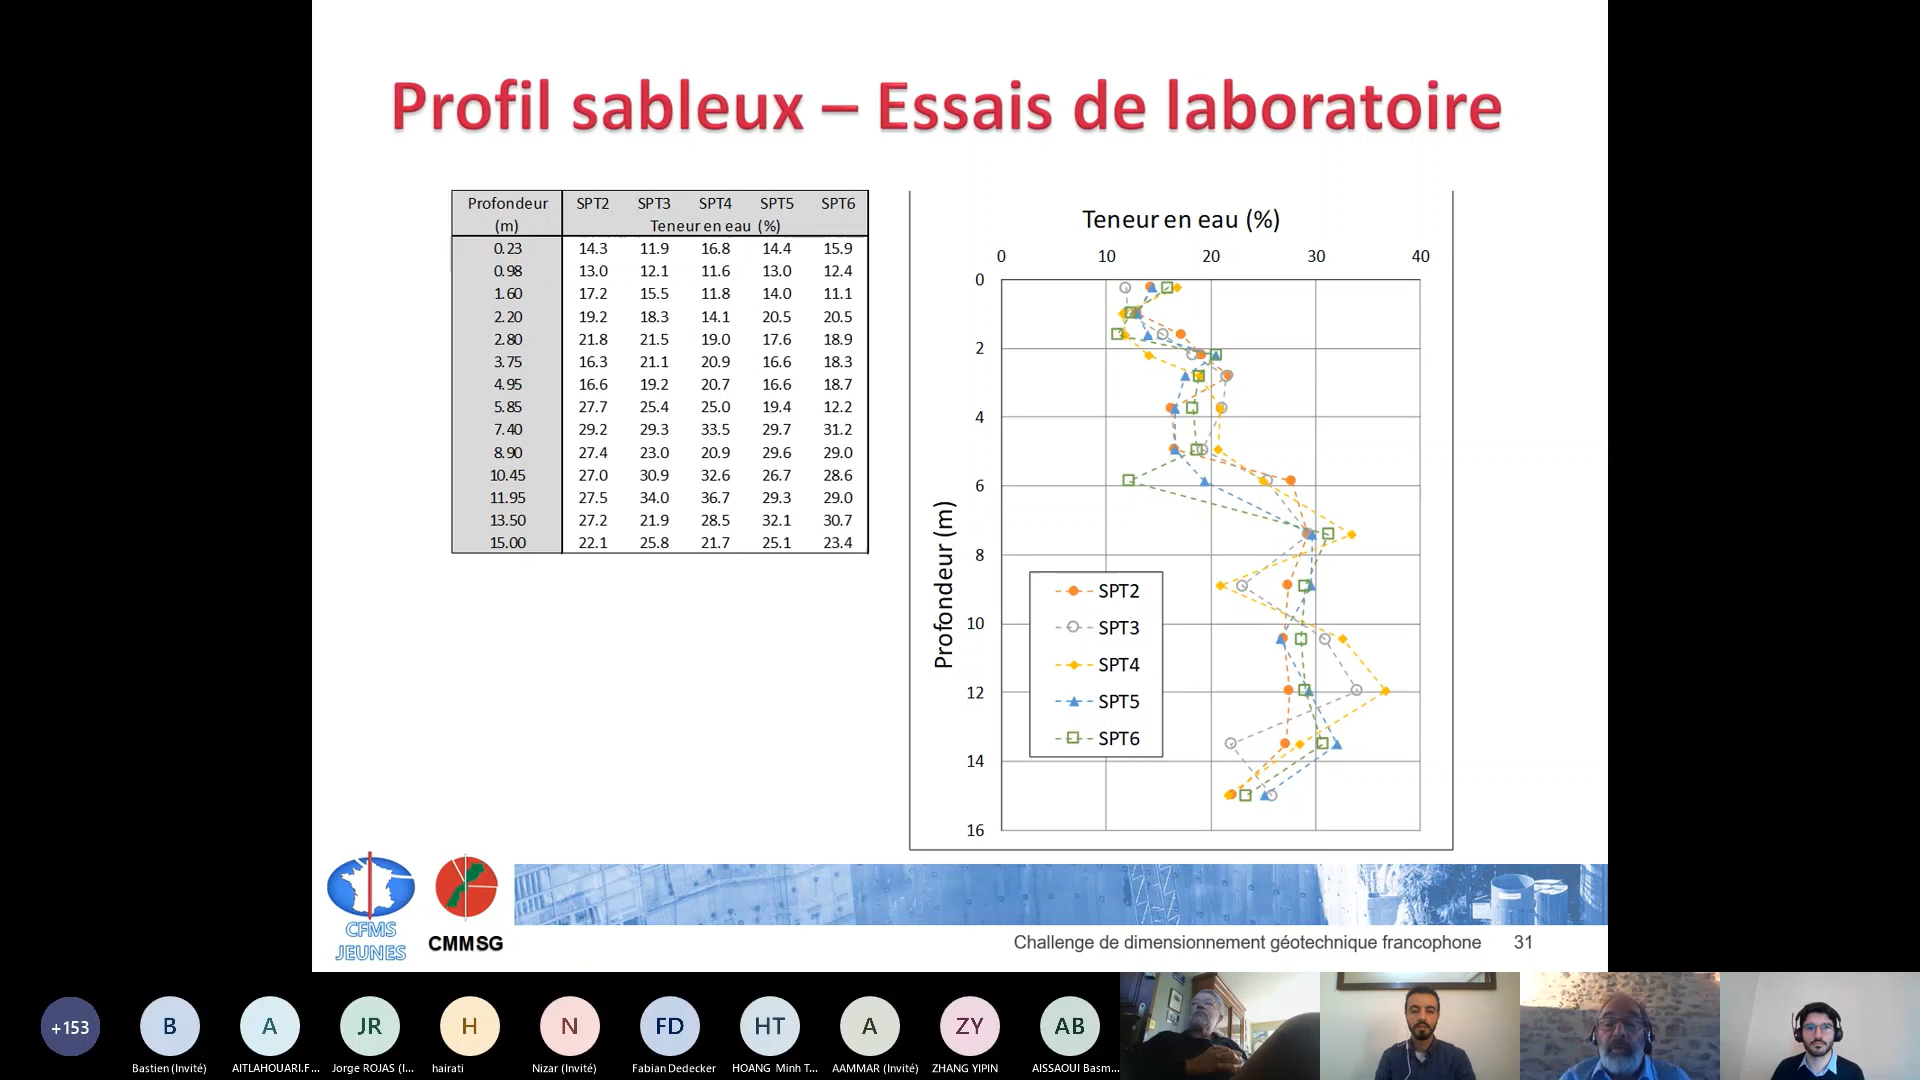 Profil sableux – Essais de laboratoire
Profondeur SPT2 SPT3 SPT4 SPT5 SPT6
(m) Teneur en eau (%)
0.23 14.3 11.9 16.8 14.4 15.9
0.98 13.0 12.1 11.6 13.0 12.4
1.60 17.2 15.5 11.8 14.0 11.1
2.20 19.2 18.3 14.1 20.5 20.5
2.80 21.8 21.5 19.0 17.6 18.9
3.75 16.3 21.1 20.9 16.6 18.3
4.95 16.6 19.2 20.7 16.6 18.7
5.85 27.7 25.4 25.0 19.4 12.2
7.40 29.2 29.3 33.5 29.7 31.2
8.90 27.4 23.0 20.9 29.6 29.0
10.45 27.0 30.9 32.6 26.7 28.6
11.95 27.5 34.0 36.7 29.3 29.0
13.50 27.2 21.9 28.5 32.1 30.7
15.00 22.1 25.8 21.7 25.1 23.4
Teneur en eau (%)
0 10 20 30 40
0
2
4
6
8
10
12
14
16
Profondeur (m)
SPT2
SPT3
SPT4
SPT5
SPT6
CFMS
JEUNES
CMMSG
Challenge de dimensionnement géotechnique francophone 31
+153 B A JR H N FD HT A ZY AB
Bastien (Invité) AITLAHOUARI.F... Jorge ROJAS (I... hairati Nizar (Invité) Fabian Dedecker HOANG Minh T... AAMMAR (Invité) ZHANG YIPIN AISSAOUI Basm...